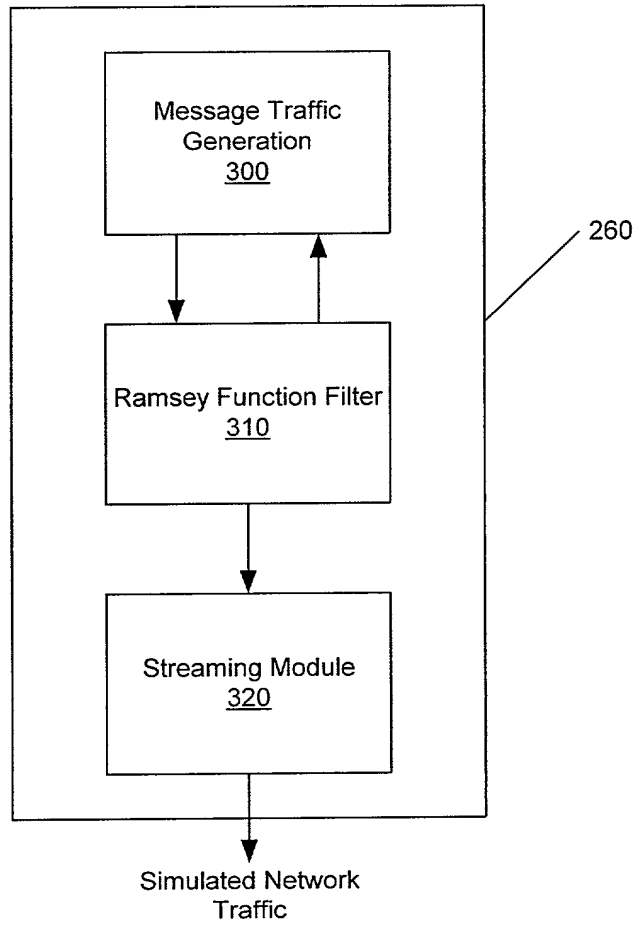 Message Traffic
Generation
300
260
Ramsey Function Filter
310
Streaming Module
320
Simulated Network
Traffic